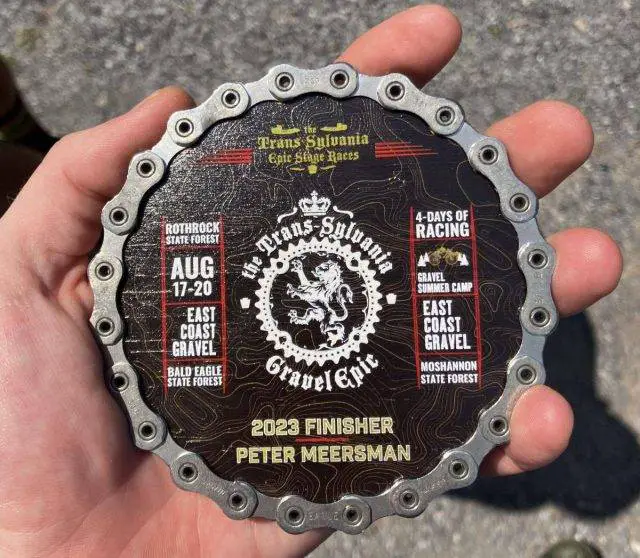 the
Trans Sylvania
Epic Stage Races
ROTHROCK
STATE FOREST
AUG
17-20
EAST
COAST
GRAVEL
BALD EAGLE
STATE FOREST
the Trans-Sylvania
Gravel Epic
4-DAYS OF
RACING
GRAVEL
SUMMER CAMP
EAST
COAST
GRAVEL
MOSHANNON
STATE FOREST
2023 FINISHER
PETER MEERSMAN